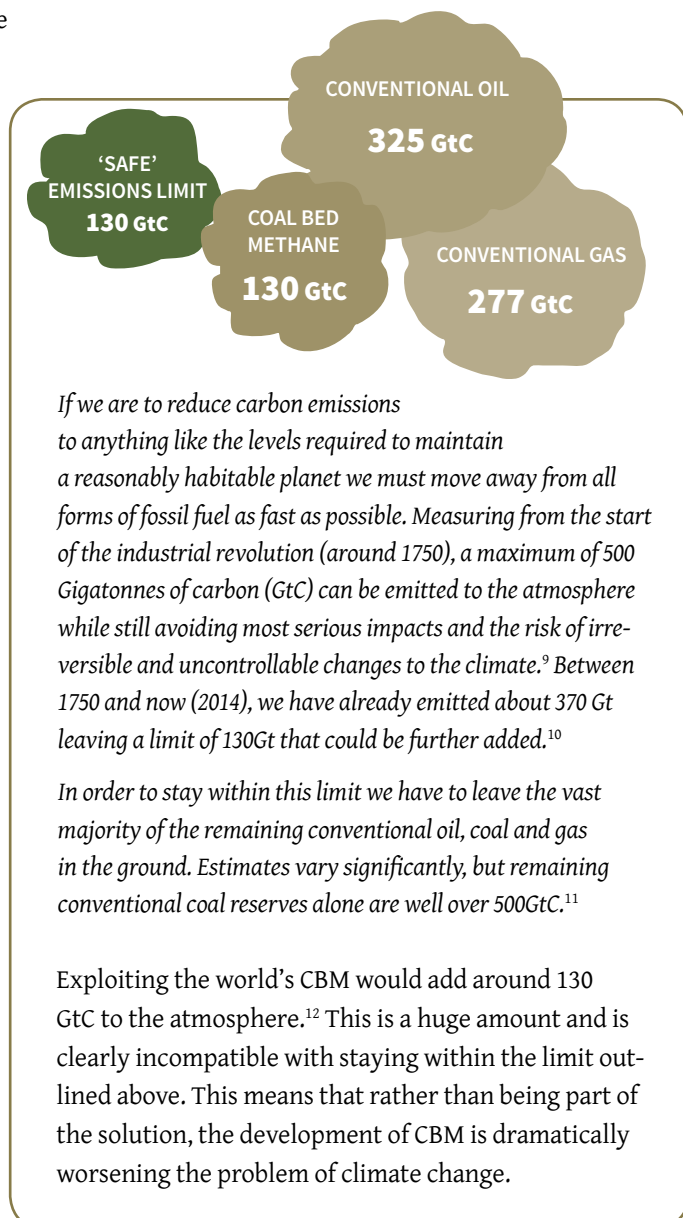 e
CONVENTIONAL OIL
325 GtC
‘SAFE’
EMISSIONS LIMIT
130 GtC
COAL BED
METHANE
130 GtC
CONVENTIONAL GAS
277 GtC
If we are to reduce carbon emissions
to anything like the levels required to maintain
a reasonably habitable planet we must move away from all
forms of fossil fuel as fast as possible. Measuring from the start
of the industrial revolution (around 1750), a maximum of 500
Gigatonnes of carbon (GtC) can be emitted to the atmosphere
while still avoiding most serious impacts and the risk of irre-
versible and uncontrollable changes to the climate.⁹ Between
1750 and now (2014), we have already emitted about 370 Gt
leaving a limit of 130Gt that could be further added.¹⁰
In order to stay within this limit we have to leave the vast
majority of the remaining conventional oil, coal and gas
in the ground. Estimates vary significantly, but remaining
conventional coal reserves alone are well over 500GtC.¹¹
Exploiting the world’s CBM would add around 130
GtC to the atmosphere.¹² This is a huge amount and is
clearly incompatible with staying within the limit out-
lined above. This means that rather than being part of
the solution, the development of CBM is dramatically
worsening the problem of climate change.